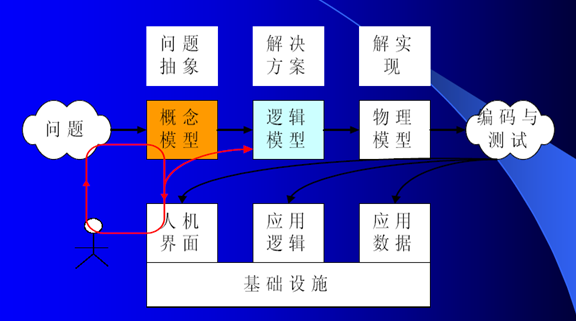 问题
抽象
解决
方案
解实
现
问题
概念
模型
逻辑
模型
物理
模型
编码与
测试
人机
界面
应用
逻辑
应用
数据
基础设施